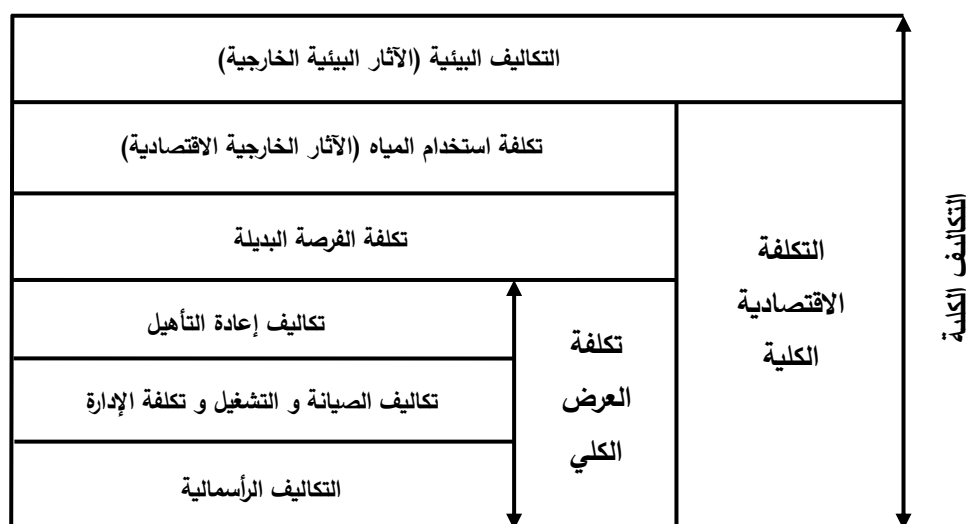 التكاليف البيئية (الآثار البيئية الخارجية)
تكلفة استخدام المياه (الآثار الخارجية الاقتصادية)
تكلفة الفرصة البديلة
التكلفة
الاقتصادية
الكلية
تكاليف إعادة التأهيل
تكاليف الصيانة و التشغيل و تكلفة الإدارة
التكاليف الرأسمالية
تكلفة
العرض
الكلي
التكاليف الكلية